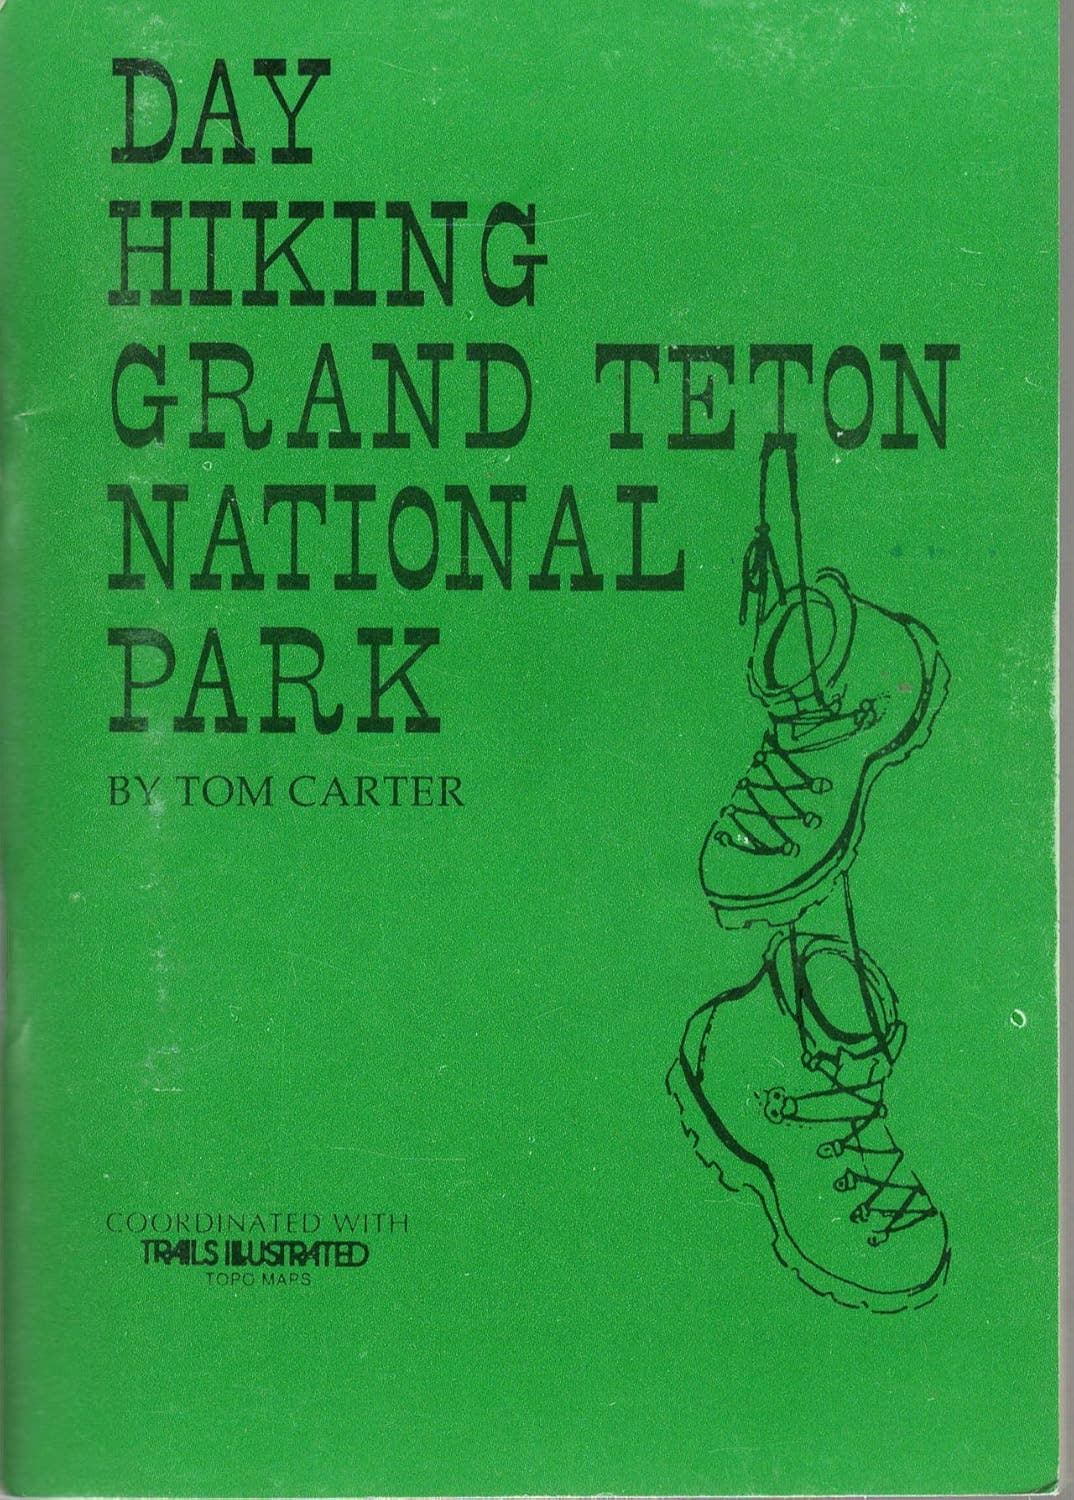 DAY
HIKING
GRAND TETON
NATIONAL
PARK
BY TOM CARTER
COORDINATED WITH
TRAILS ILLUSTRATED
TOPO MAPS